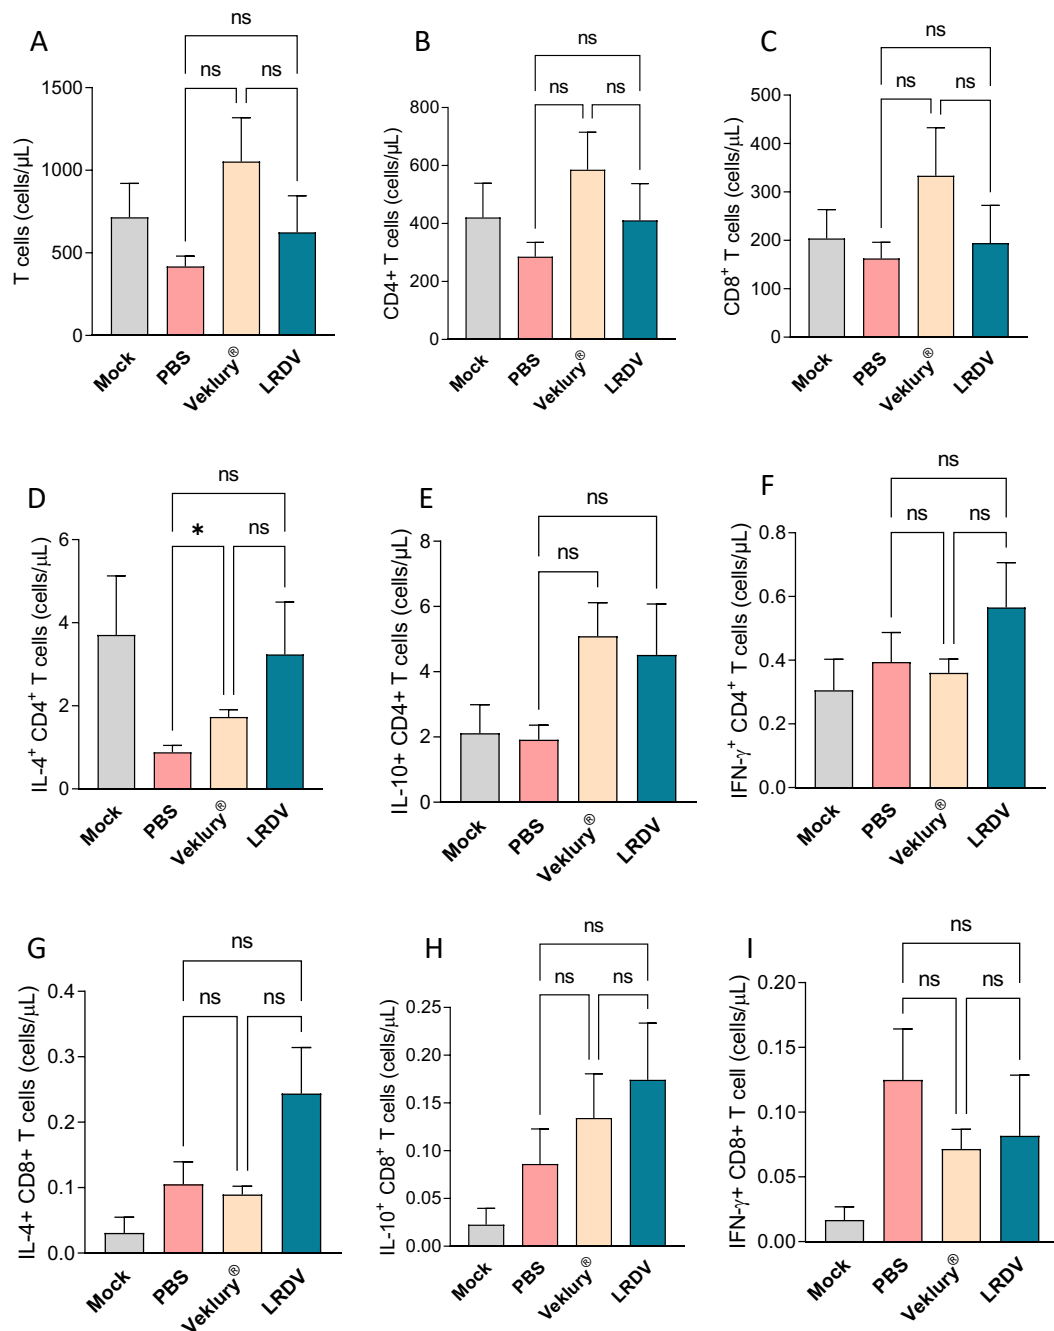 A
ns
ns
ns
T cells (cells/μL)
1500
1000
500
0
Mock
PBS
Veklury®
LRDV
B
ns
ns
ns
CD4+ T cells (cells/μL)
800
600
400
200
0
Mock
PBS
Veklury®
LRDV
C
ns
ns
ns
CD8⁺ T cells (cells/μL)
500
400
300
200
100
0
Mock
PBS
Veklury®
LRDV
D
ns
*
ns
IL-4⁺ CD4⁺ T cells (cells/μL)
6
4
2
0
Mock
PBS
Veklury®
LRDV
E
ns
ns
IL-10+ CD4+ T cells (cells/μL)
8
6
4
2
0
Mock
PBS
Veklury®
LRDV
F
ns
ns
ns
IFN-γ⁺ CD4⁺ T cells (cells/μL)
0.8
0.6
0.4
0.2
0.0
Mock
PBS
Veklury®
LRDV
G
ns
ns
ns
IL-4+ CD8+ T cells (cells/μL)
0.4
0.3
0.2
0.1
0.0
Mock
PBS
Veklury®
LRDV
H
ns
ns
ns
IL-10⁺ CD8⁺ T cells (cells/μL)
0.25
0.20
0.15
0.10
0.05
0.00
Mock
PBS
Veklury®
LRDV
I
ns
ns
ns
IFN-γ+ CD8+ T cell (cells/μL)
0.20
0.15
0.10
0.05
0.00
Mock
PBS
Veklury®
LRDV